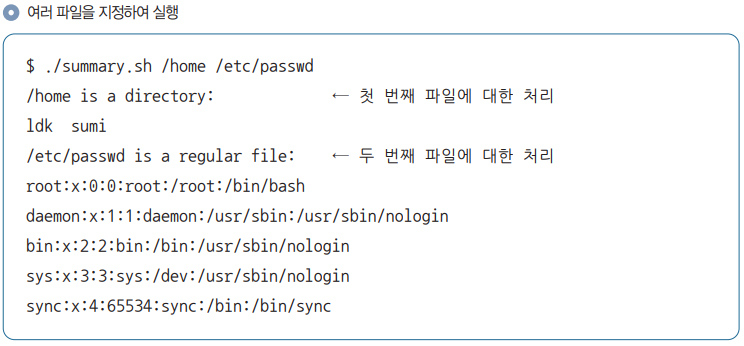 여러 파일을 지정하여 실행
$ ./summary.sh /home /etc/passwd
/home is a directory: ← 첫 번째 파일에 대한 처리
ldk sumi
/etc/passwd is a regular file: ← 두 번째 파일에 대한 처리
root:x:0:0:root:/root:/bin/bash
daemon:x:1:1:daemon:/usr/sbin:/usr/sbin/nologin
bin:x:2:2:bin:/bin:/usr/sbin/nologin
sys:x:3:3:sys:/dev:/usr/sbin/nologin
sync:x:4:65534:sync:/bin:/bin/sync